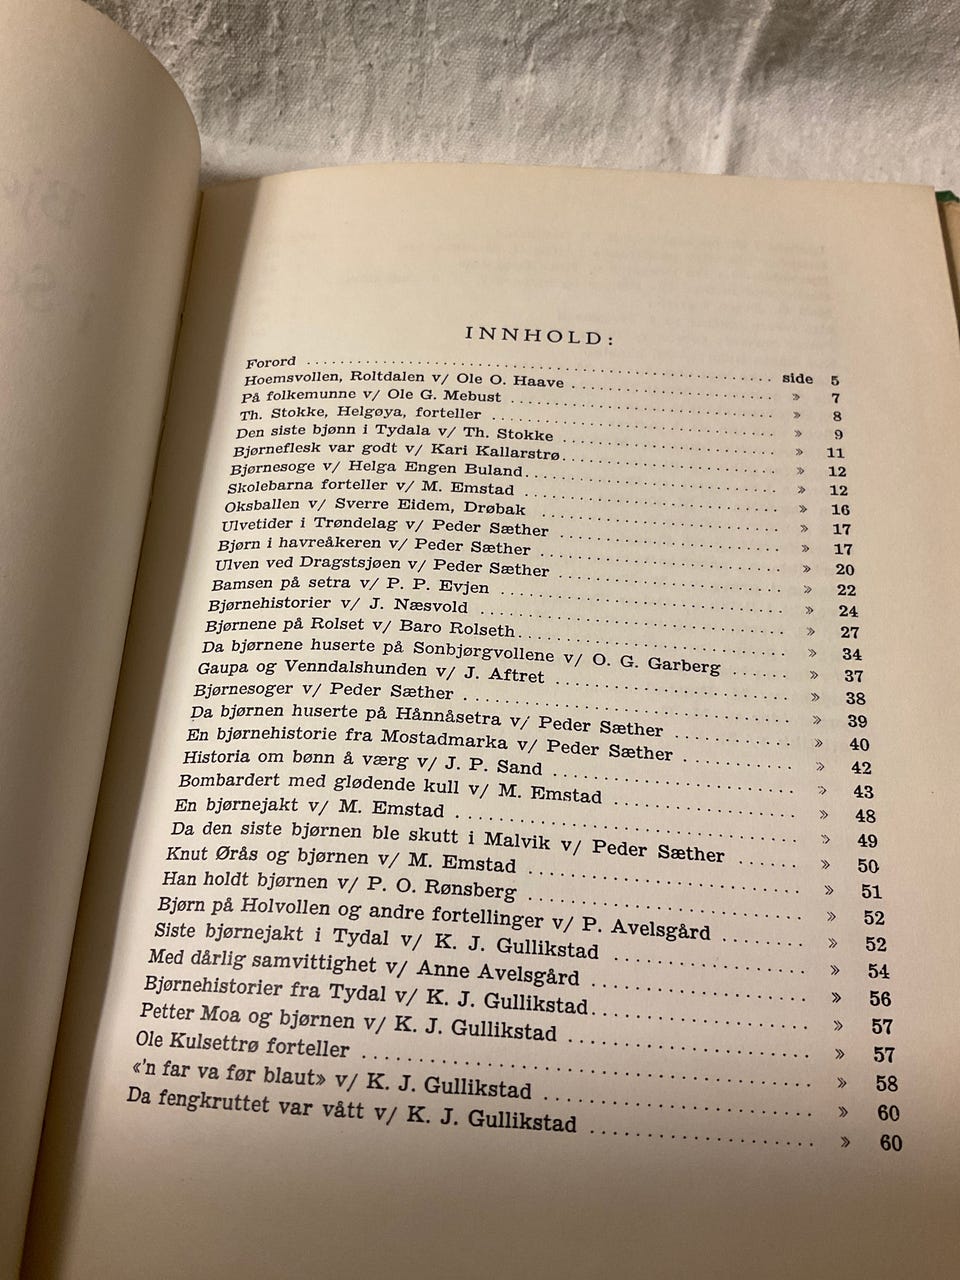 INNHOLD:
Forord ........ side 5
Hoemsvollen, Roltdalen v/ Ole O. Haave ........ » 7
På folkemunne v/ Ole G. Mebust ........ » 8
Th. Stokke, Helgøya, forteller ........ » 9
Den siste bjønn i Tydala v/ Th. Stokke ........ » 11
Bjørneflesk var godt v/ Kari Kallarstrø ........ » 12
Bjørnesoge v/ Helga Engen Buland ........ » 12
Skolebarna forteller v/ M. Emstad ........ » 16
Oksballen v/ Sverre Eidem, Drøbak ........ » 17
Ulvetider i Trøndelag v/ Peder Sæther ........ » 17
Bjørn i havreåkeren v/ Peder Sæther ........ » 20
Ulven ved Dragstsjøen v/ Peder Sæther ........ » 22
Bamsen på setra v/ P. P. Evjen ........ » 24
Bjørnehistorier v/ J. Næsvold ........ » 27
Bjørnene på Rolset v/ Baro Rolseth ........ » 34
Da bjørnene huserte på Sonbjørgvollene v/ O. G. Garberg ........ » 37
Gaupa og Venndalshunden v/ J. Aftret ........ » 38
Bjørnesoger v/ Peder Sæther ........ » 39
Da bjørnen huserte på Hånnåsetra v/ Peder Sæther ........ » 40
En bjørnehistorie fra Mostadmarka v/ Peder Sæther ........ » 42
Historia om bønn å værg v/ J. P. Sand ........ » 43
Bombardert med glødende kull v/ M. Emstad ........ » 48
En bjørnejakt v/ M. Emstad ........ » 49
Da den siste bjørnen ble skutt i Malvik v/ Peder Sæther ........ » 50
Knut Ørås og bjørnen v/ M. Emstad ........ » 51
Han holdt bjørnen v/ P. O. Rønsberg ........ » 52
Bjørn på Holvollen og andre fortellinger v/ P. Avelsgård ........ » 52
Siste bjørnejakt i Tydal v/ K. J. Gullikstad ........ » 54
Med dårlig samvittighet v/ Anne Avelsgård ........ » 56
Bjørnehistorier fra Tydal v/ K. J. Gullikstad ........ » 57
Petter Moa og bjørnen v/ K. J. Gullikstad ........ » 57
Ole Kulsettrø forteller ........ » 58
«'n far va før blaut» v/ K. J. Gullikstad ........ » 60
Da fengkruttet var vått v/ K. J. Gullikstad ........ » 60